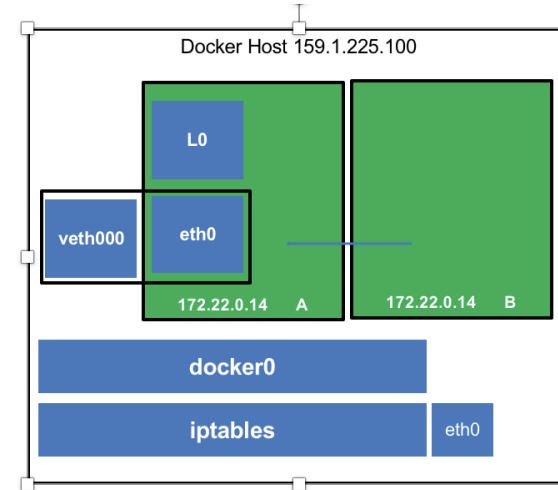 Docker Host 159.1.225.100
L0
veth000
eth0
172.22.0.14 A
172.22.0.14 B
docker0
iptables
eth0